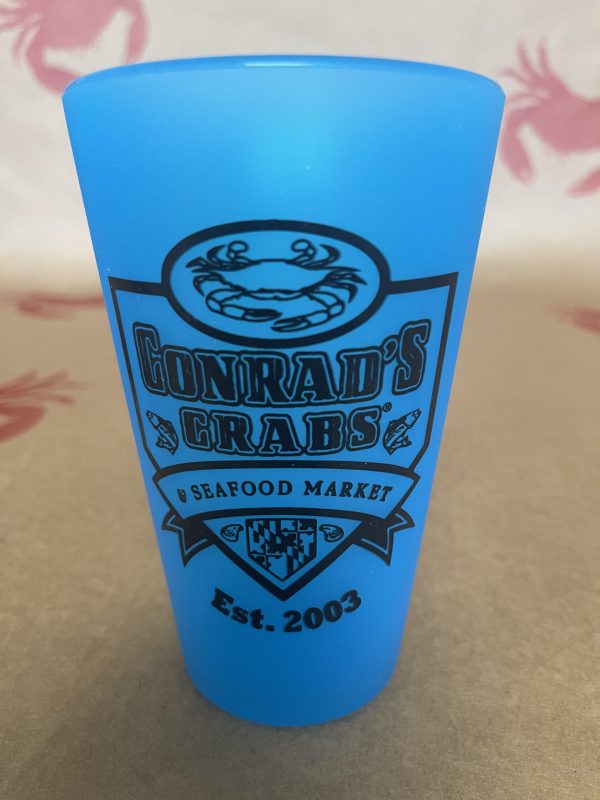 CONRAD'S
CRABS®
& SEAFOOD MARKET
Est. 2003